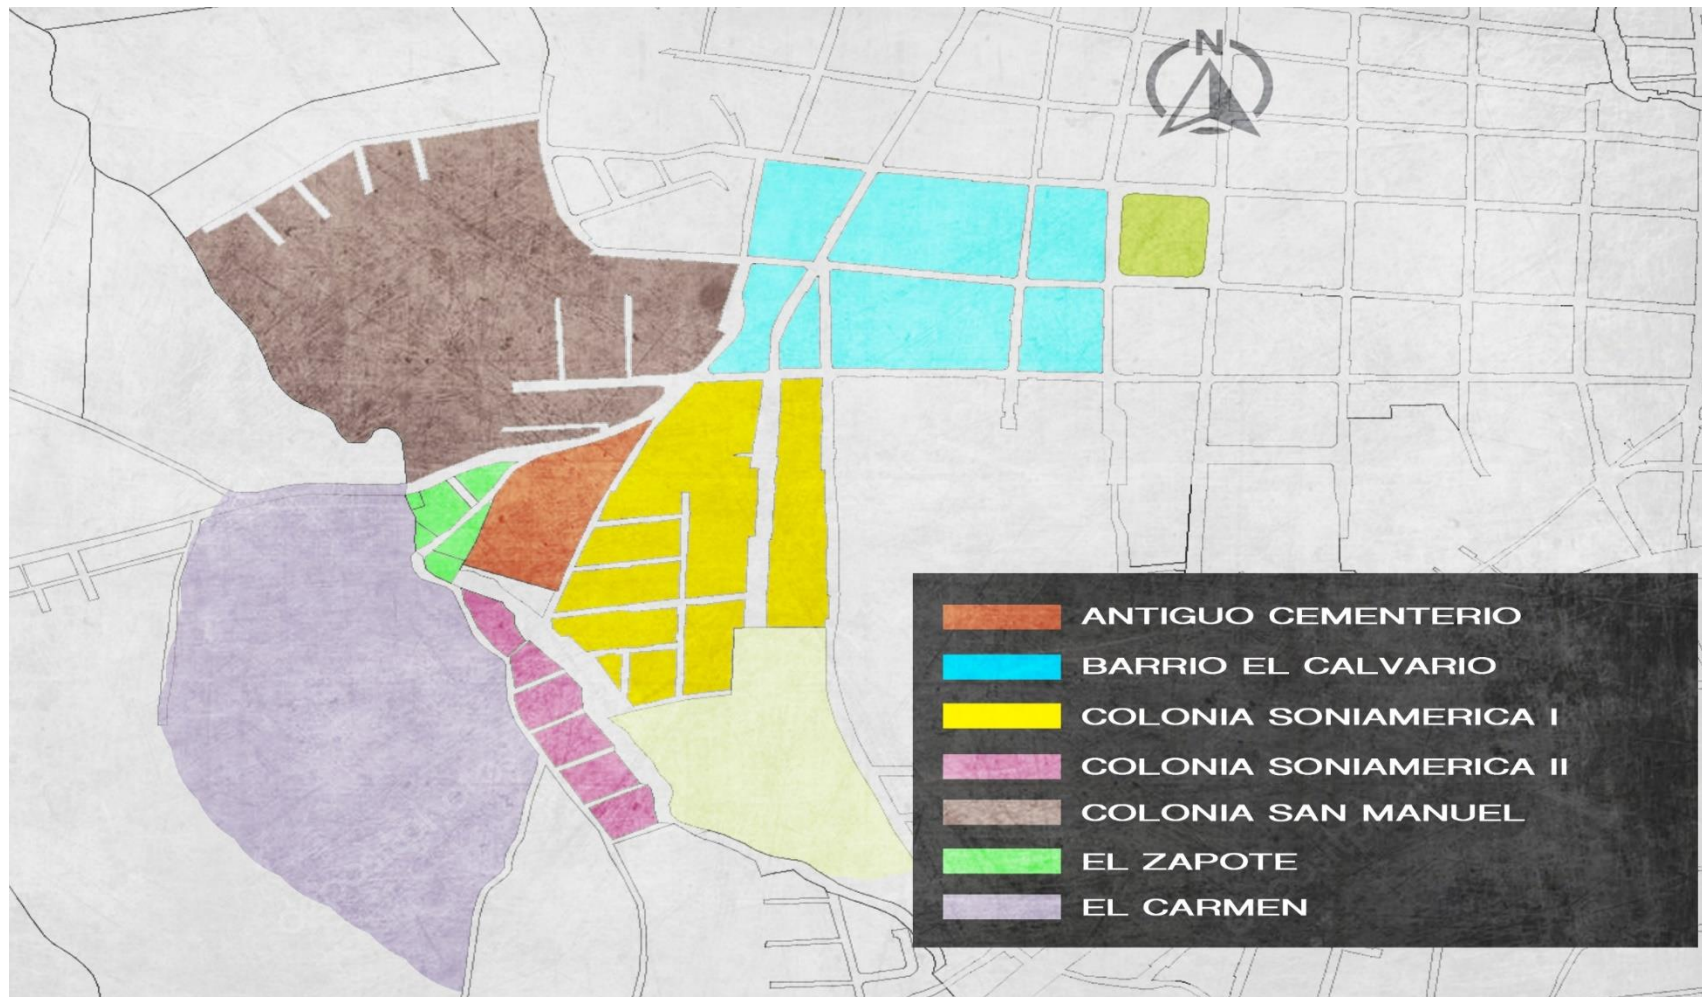 N
ANTIGUO CEMENTERIO
BARRIO EL CALVARIO
COLONIA SONIAMERICA I
COLONIA SONIAMERICA II
COLONIA SAN MANUEL
EL ZAPOTE
EL CARMEN